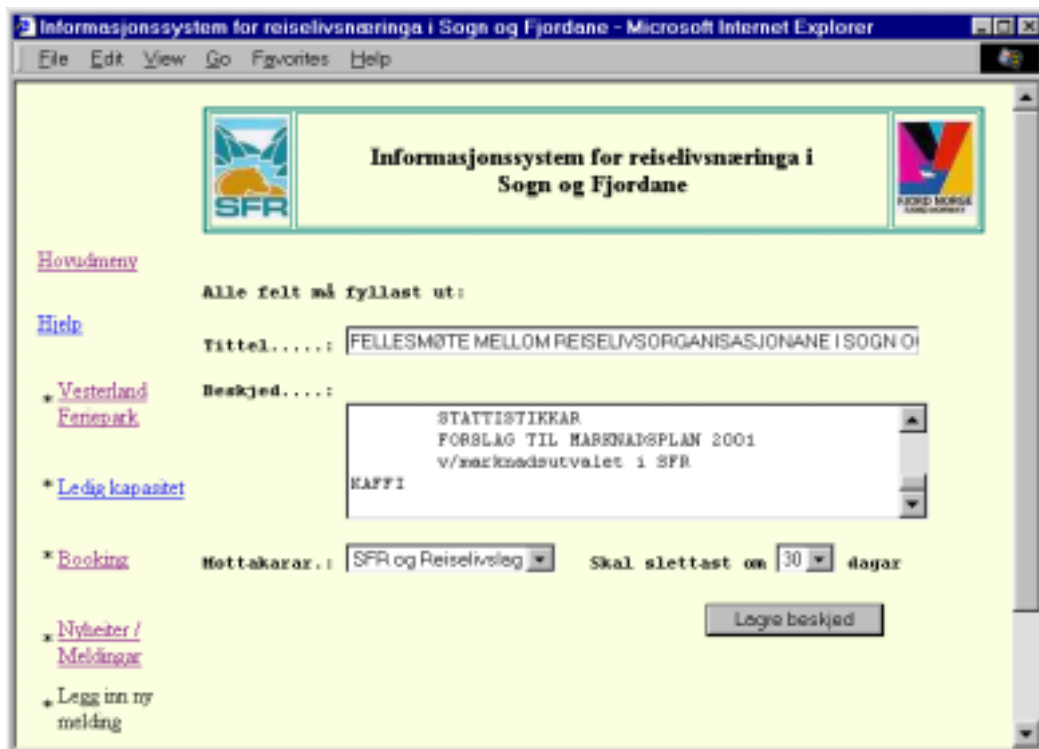 Informasjonssystem for reiselivsnæringa i Sogn og Fjordane - Microsoft Internet Explorer
File Edit View Go Favorites Help
SFR
Informasjonssystem for reiselivsnæringa i
Sogn og Fjordane
FJORD NORGE
FJORD NORWAY
Hovudmeny
Hjelp
* Vesterland
Feriepark
* Ledig kapasitet
* Booking
* Nyheiter /
Meldingar
* Legg inn ny
melding
Alle felt må fyllast ut:
Tittel.....: FELLESMØTE MELLOM REISELIVSORGANISASJONANE I SOGN O
Beskjed....:
STATTISTIKKAR
FORSLAG TIL MARKNADSPLAN 2001
v/marknadsutvalet i SFR
KAFFI
Mottakarar.: SFR og Reiselivslag Skal slettast om 30 dagar
Lagre beskjed